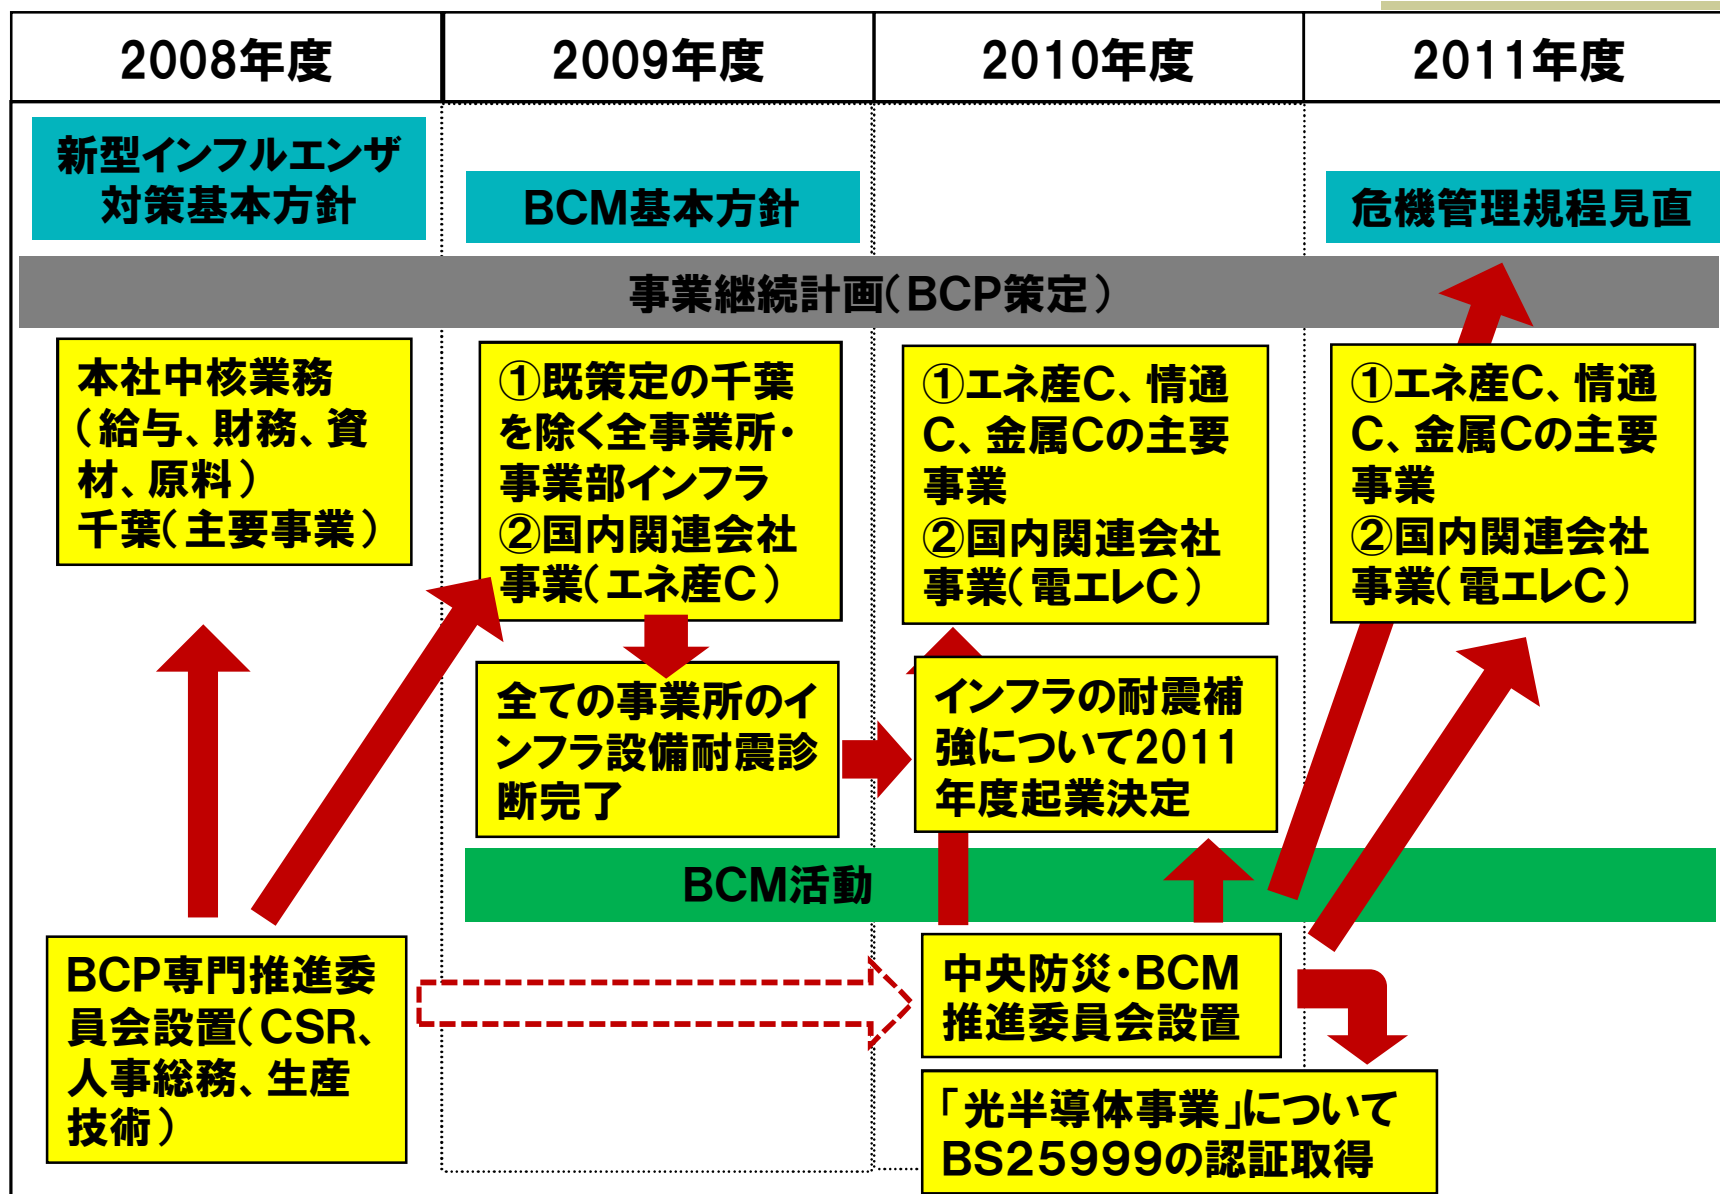 2008年度
2009年度
2010年度
2011年度
新型インフルエンザ
対策基本方針
BCM基本方針
危機管理規程見直
事業継続計画(BCP策定)
本社中核業務
(給与、財務、資
材、原料)
千葉(主要事業)
①既策定の千葉
を除く全事業所・
事業部インフラ
②国内関連会社
事業(エネ産C)
①エネ産C、情通
C、金属Cの主要
事業
②国内関連会社
事業(電エレC)
①エネ産C、情通
C、金属Cの主要
事業
②国内関連会社
事業(電エレC)
全ての事業所のイ
ンフラ設備耐震診
断完了
インフラの耐震補
強について2011
年度起業決定
BCM活動
BCP専門推進委
員会設置(CSR、
人事総務、生産
技術)
中央防災・BCM
推進委員会設置
「光半導体事業」について
BS25999の認証取得